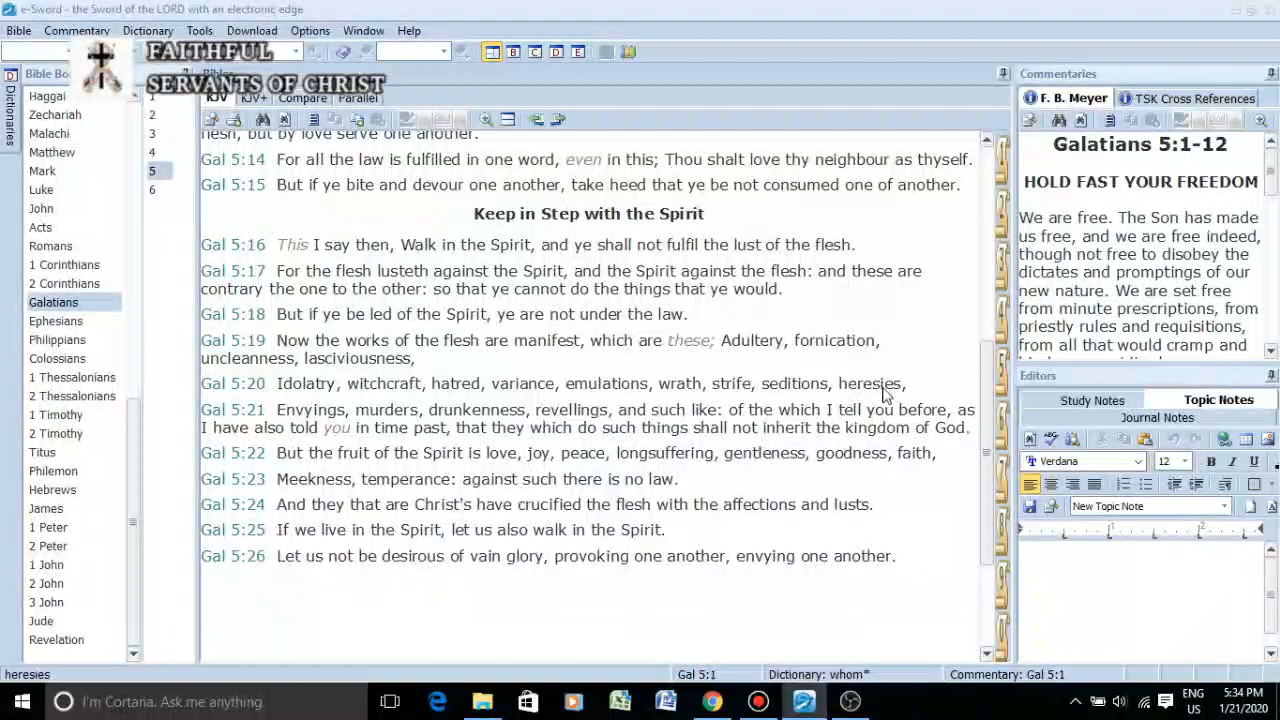 e-Sword - the Sword of the LORD with an electronic edge
Bible Commentary Dictionary Tools Download Options Window Help
B C D E
FAITHFUL
SERVANTS OF CHRIST
Dictionaries
Haggai
Zechariah
Malachi
Matthew
Mark
Luke
John
Acts
Romans
1 Corinthians
2 Corinthians
Galatians
Ephesians
Philippians
Colossians
1 Thessalonians
2 Thessalonians
1 Timothy
2 Timothy
Titus
Philemon
Hebrews
James
1 Peter
2 Peter
1 John
2 John
3 John
Jude
Revelation
1
2
3
4
5
6
KJV KJV+ Compare Parallel
flesh, but by love serve one another.
Gal 5:14 For all the law is fulfilled in one word, even in this; Thou shalt love thy neighbour as thyself.
Gal 5:15 But if ye bite and devour one another, take heed that ye be not consumed one of another.
Keep in Step with the Spirit
Gal 5:16 This I say then, Walk in the Spirit, and ye shall not fulfil the lust of the flesh.
Gal 5:17 For the flesh lusteth against the Spirit, and the Spirit against the flesh: and these are
contrary the one to the other: so that ye cannot do the things that ye would.
Gal 5:18 But if ye be led of the Spirit, ye are not under the law.
Gal 5:19 Now the works of the flesh are manifest, which are these; Adultery, fornication,
uncleanness, lasciviousness,
Gal 5:20 Idolatry, witchcraft, hatred, variance, emulations, wrath, strife, seditions, heresies,
Gal 5:21 Envyings, murders, drunkenness, revellings, and such like: of the which I tell you before, as
I have also told you in time past, that they which do such things shall not inherit the kingdom of God.
Gal 5:22 But the fruit of the Spirit is love, joy, peace, longsuffering, gentleness, goodness, faith,
Gal 5:23 Meekness, temperance: against such there is no law.
Gal 5:24 And they that are Christ's have crucified the flesh with the affections and lusts.
Gal 5:25 If we live in the Spirit, let us also walk in the Spirit.
Gal 5:26 Let us not be desirous of vain glory, provoking one another, envying one another.
Commentaries
F. B. Meyer TSK Cross References
Galatians 5:1-12
HOLD FAST YOUR FREEDOM
We are free. The Son has made
us free, and we are free indeed,
though not free to disobey the
dictates and promptings of our
new nature. We are set free
from minute prescriptions, from
priestly rules and requisitions,
from all that would cramp and
Editors
Study Notes Topic Notes
Journal Notes
Verdana 12 B I U
New Topic Note
1 2
heresies Gal 5:1 Dictionary: whom* Commentary: Gal 5:1
I'm Cortana. Ask me anything.
ENG
US
5:34 PM
1/21/2020